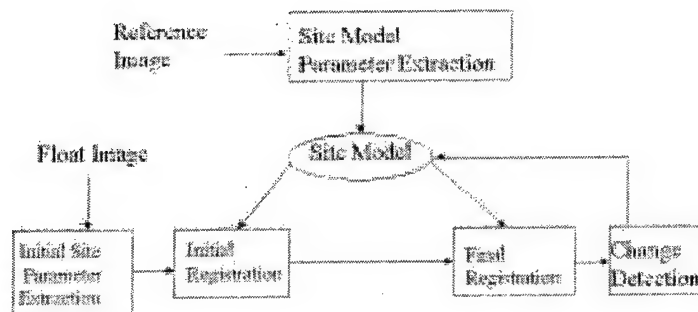 Reference
Image
Site Model
Parameter Extraction
Float Image
Site Model
Initial Site
Parameter
Extraction
Initial
Registration
Final
Registration
Change
Detection